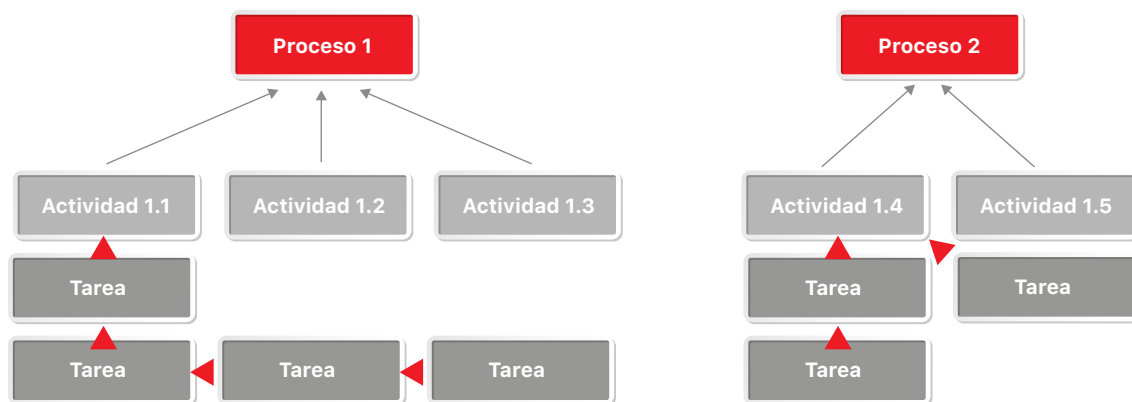 Proceso 1
Proceso 2
Actividad 1.1
Actividad 1.2
Actividad 1.3
Actividad 1.4
Actividad 1.5
Tarea
Tarea
Tarea
Tarea
Tarea
Tarea
Tarea